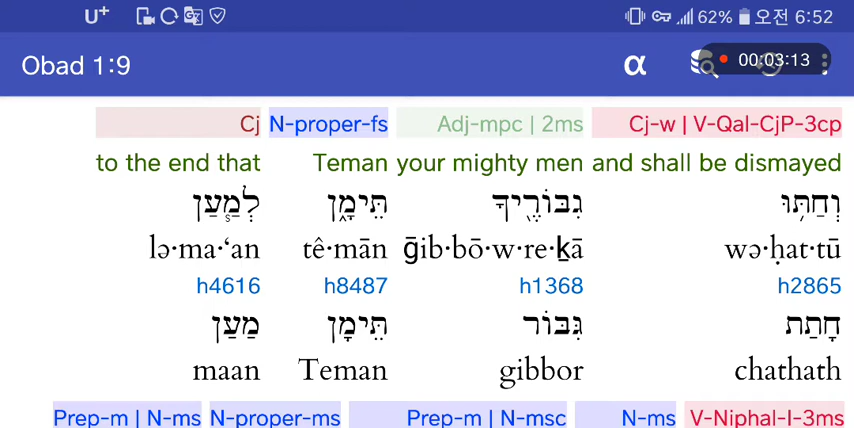 U+ 62% 오전 6:52
Obad 1:9 α 00:03:13
Cj N-proper-fs Adj-mpc | 2ms Cj-w | V-Qal-CjP-3cp
to the end that Teman your mighty men and shall be dismayed
וְחַתּ֥וּ גִבּוֹרֶ֖יךָ תֵּימָ֑ן לְמַ֧עַן
lə·ma·‘an tê·mān ḡib·bō·w·re·ḵā wə·ḥat·tū
h4616 h8487 h1368 h2865
חָתַת גִּבּוֹר תֵּימָן מַעַן
maan Teman gibbor chathath
Prep-m | N-ms N-proper-ms Prep-m | N-msc N-ms V-Niphal-I-3ms